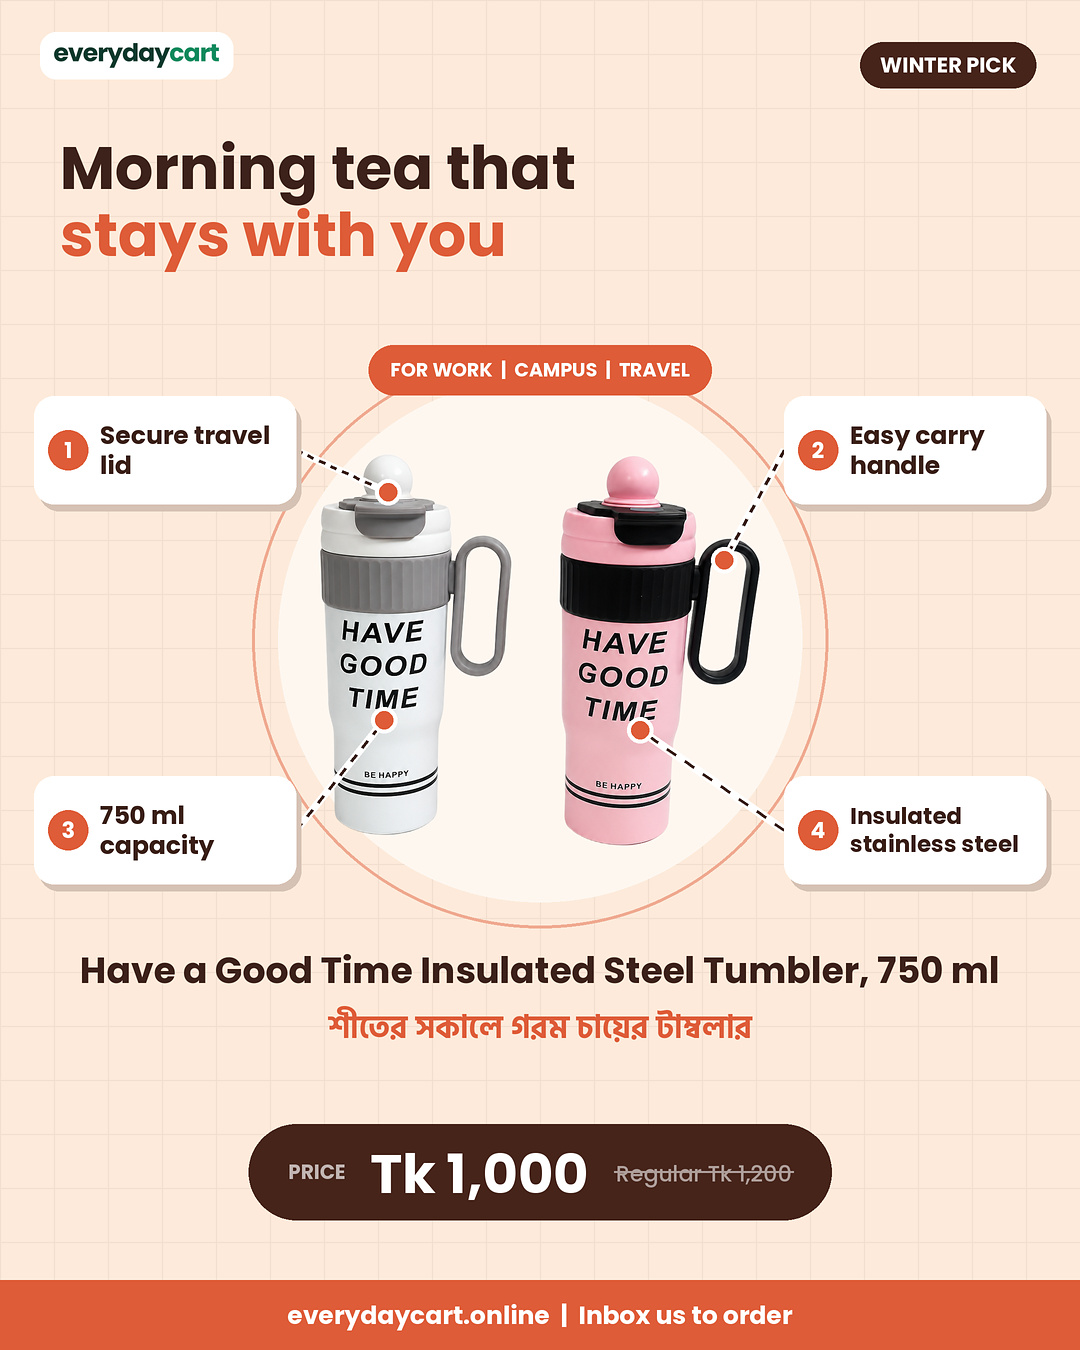 everydaycart
WINTER PICK
Morning tea that
stays with you
FOR WORK | CAMPUS | TRAVEL
1
Secure travel
lid
2
Easy carry
handle
HAVE
GOOD
TIME
BE HAPPY
HAVE
GOOD
TIME
BE HAPPY
3
750 ml
capacity
4
Insulated
stainless steel
Have a Good Time Insulated Steel Tumbler, 750 ml
শীতের সকালে গরম চায়ের টাম্বলার
PRICE Tk 1,000 Regular Tk 1,200
everydaycart.online | Inbox us to order